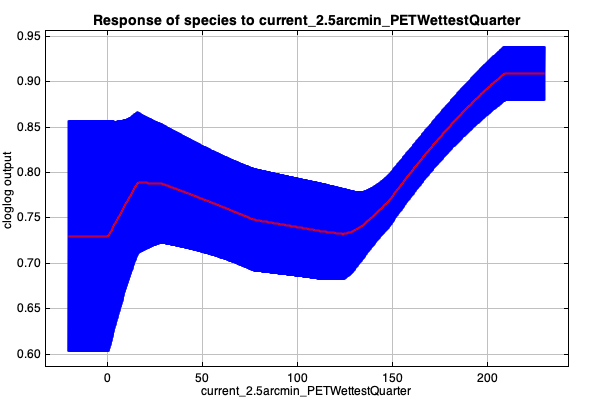 Response of species to current_2.5arcmin_PETWettestQuarter
0.95
0.90
0.85
0.80
0.75
0.70
0.65
0.60
cloglog output
0 50 100 150 200
current_2.5arcmin_PETWettestQuarter